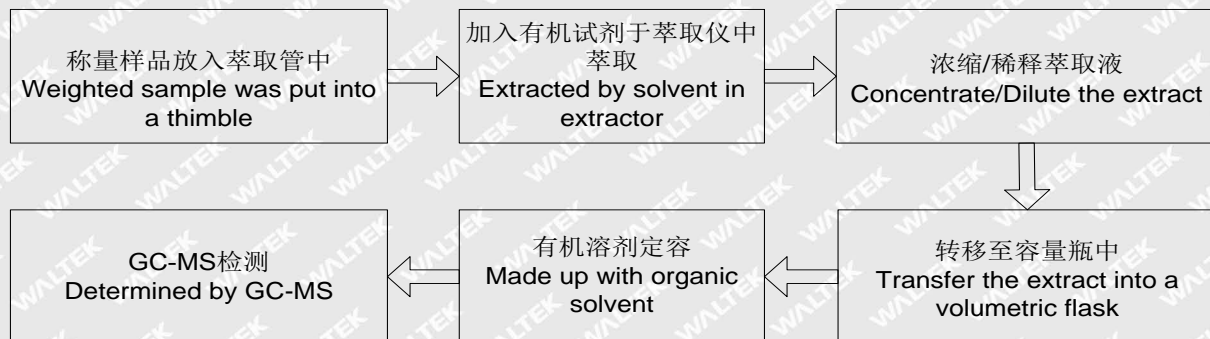 称量样品放入萃取管中
Weighted sample was put into
a thimble
加入有机试剂于萃取仪中
萃取
Extracted by solvent in
extractor
浓缩/稀释萃取液
Concentrate/Dilute the extract
转移至容量瓶中
Transfer the extract into a
volumetric flask
有机溶剂定容
Made up with organic
solvent
GC-MS检测
Determined by GC-MS
WALTEK